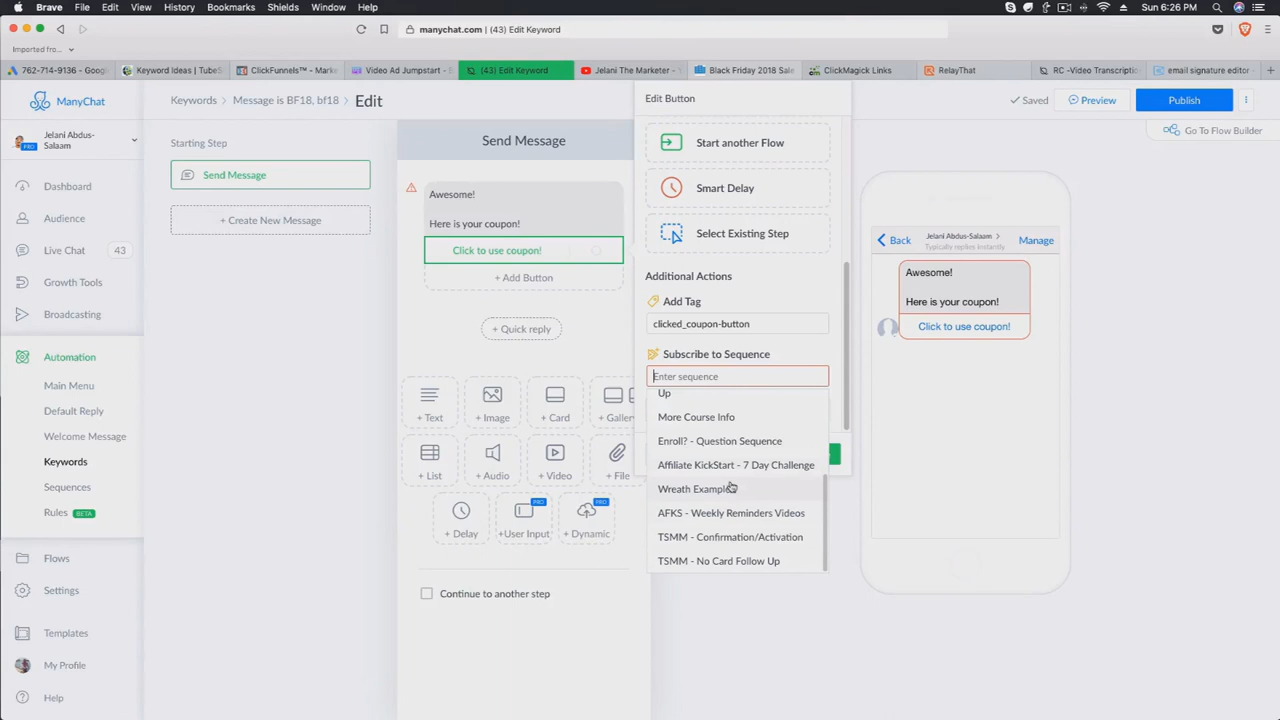 Brave File Edit View History Bookmarks Shields Window Help
Sun 6:26 PM
manychat.com | (43) Edit Keyword
Imported from...
762-714-9136 - Goog
Keyword Ideas | TubeS
ClickFunnels™ - Marke
Video Ad Jumpstart - B
(43) Edit Keyword
Jelani The Marketer - 
Black Friday 2018 Sale
ClickMagick Links
RelayThat
RC -Video Transcriptio
email signature editor -
ManyChat
Keywords > Message is BF18, bf18 > Edit
Edit Button
Saved
Preview
Publish
Go To Flow Builder
Jelani Abdus-
Salaam
PRO
Dashboard
Audience
Live Chat 43
Growth Tools
Broadcasting
Automation
Main Menu
Default Reply
Welcome Message
Keywords
Sequences
Rules BETA
Flows
Settings
Templates
My Profile
Help
Starting Step
Send Message
+ Create New Message
Send Message
Awesome!
Here is your coupon!
Click to use coupon!
+ Add Button
+ Quick reply
+ Text
+ Image
+ Card
+ Galler
+ List
+ Audio
+ Video
+ File
+ Delay
PRO
+User Input
PRO
+ Dynamic
Continue to another step
Start another Flow
Smart Delay
Select Existing Step
Additional Actions
Add Tag
clicked_coupon-button
Subscribe to Sequence
Enter sequence
Up
More Course Info
Enroll? - Question Sequence
Affiliate KickStart - 7 Day Challenge
Wreath Example
AFKS - Weekly Reminders Videos
TSMM - Confirmation/Activation
TSMM - No Card Follow Up
Back
Jelani Abdus-Salaam >
Typically replies instantly
Manage
Awesome!
Here is your coupon!
Click to use coupon!